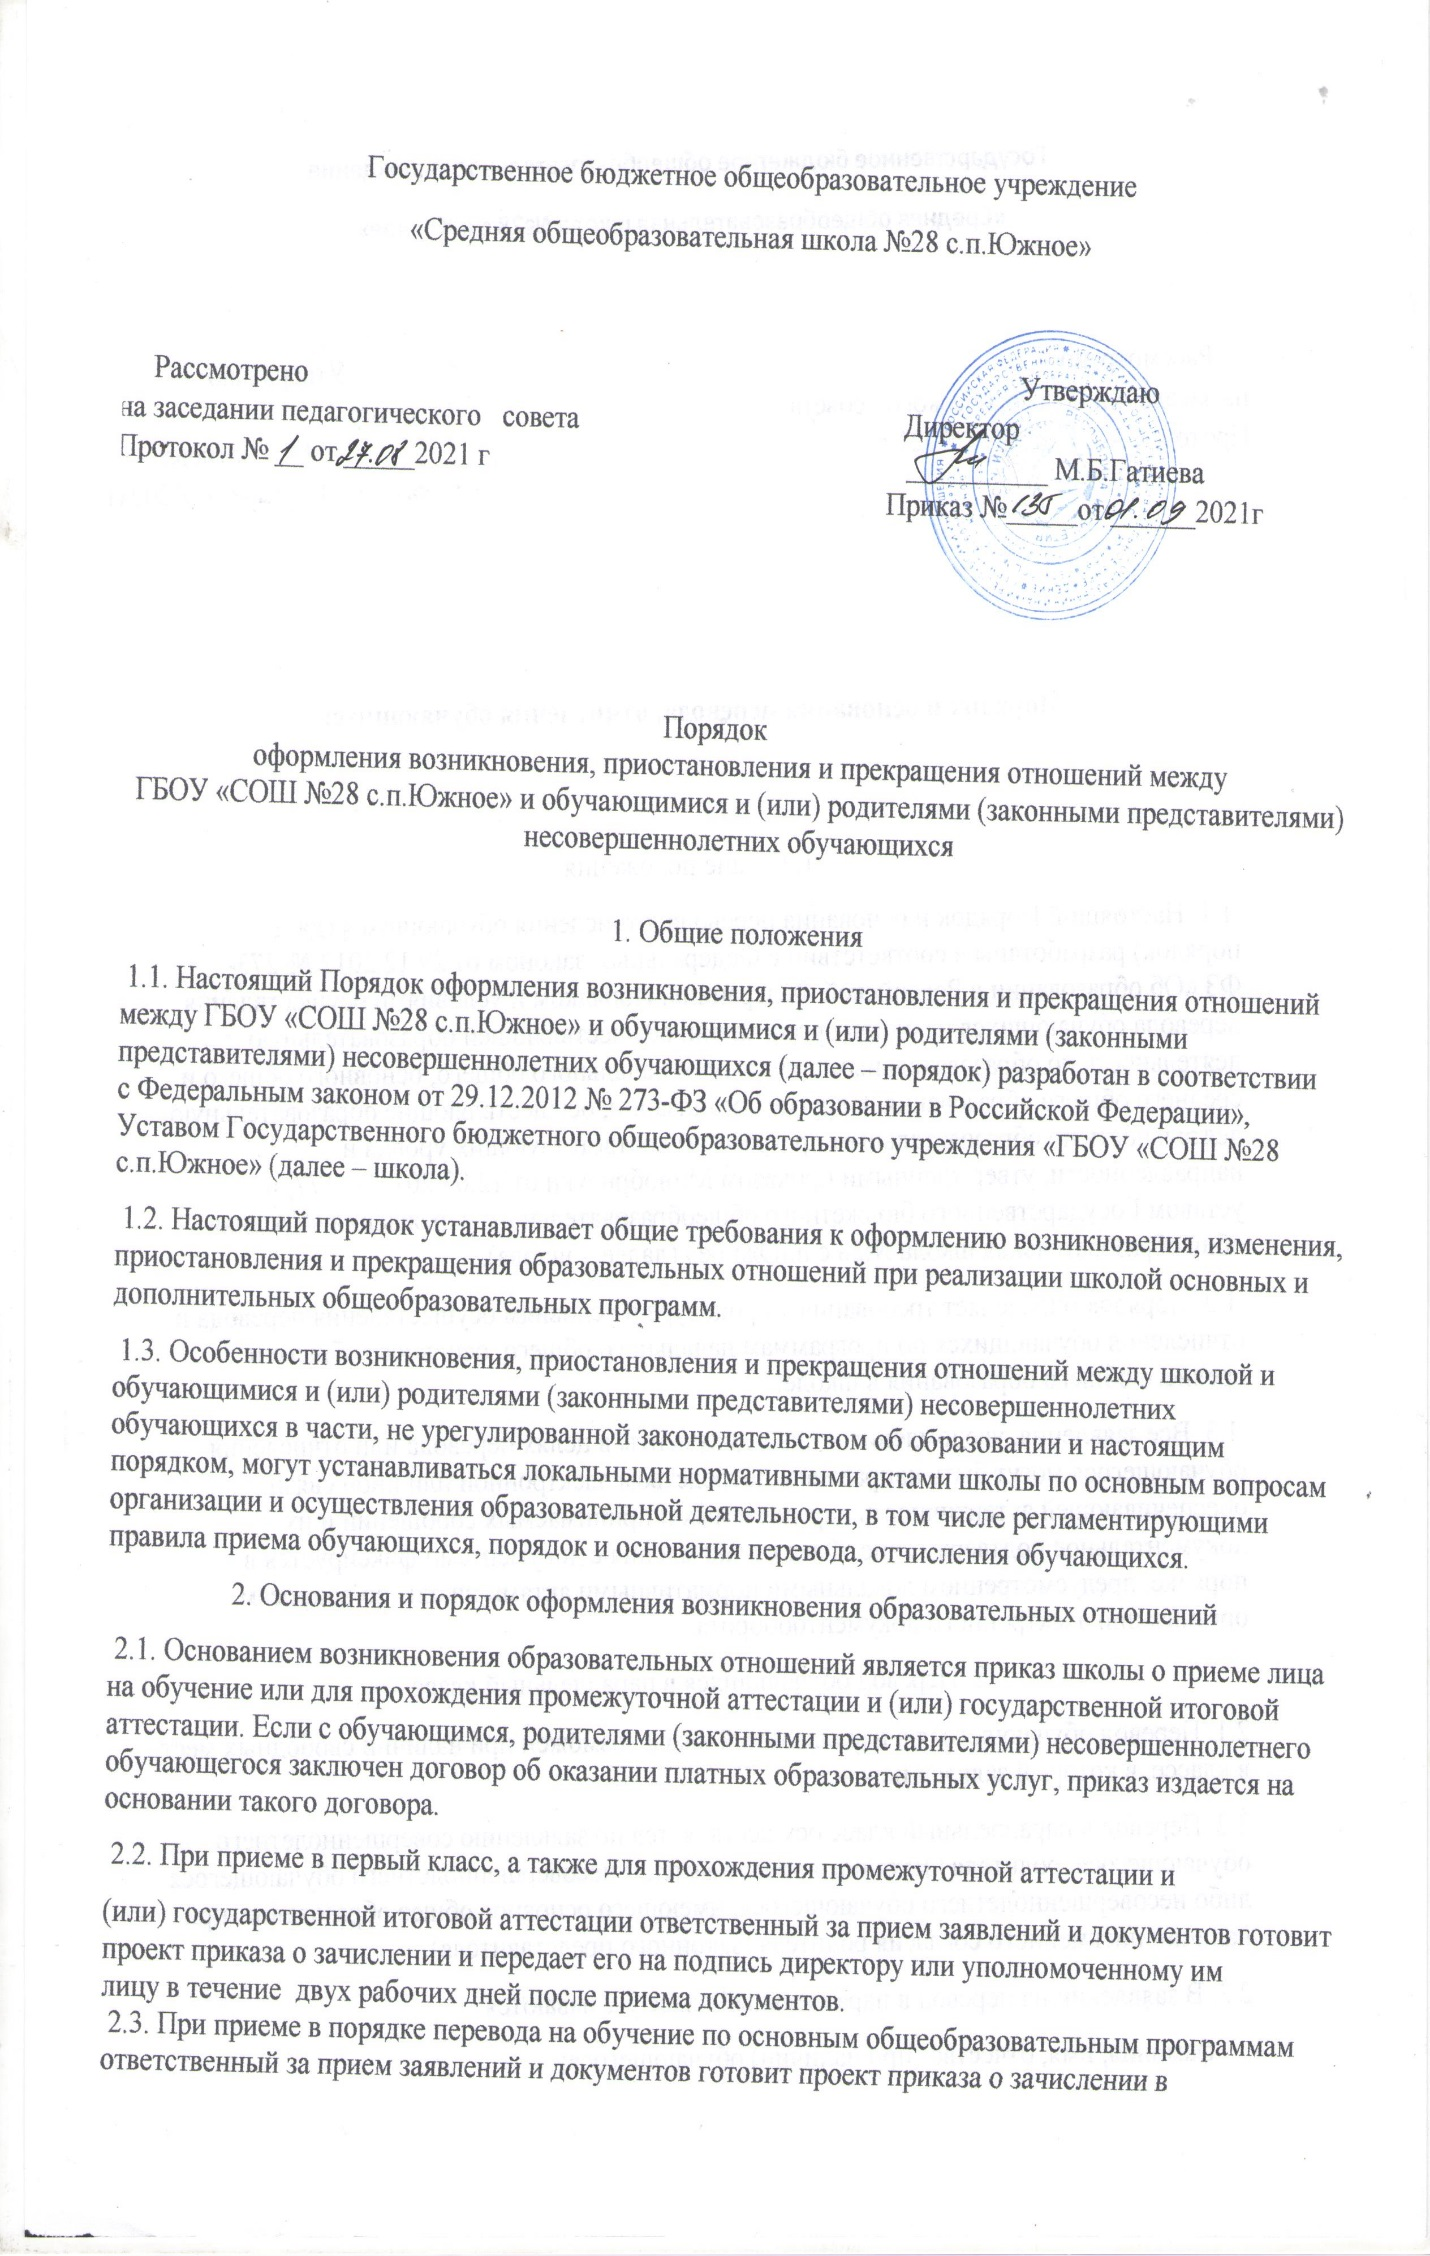 Государственное бюджетное общеобразовательное учреждение
«Средняя общеобразовательная школа №28 с.п.Южное»
Рассмотрено
на заседании педагогического совета
Протокол № 1 от 27.08 2021 г
Утверждаю
Директор
М.Б.Гатиева
Приказ № от 01.09 2021г
Порядок
оформления возникновения, приостановления и прекращения отношений между
ГБОУ «СОШ №28 с.п.Южное» и обучающимися и (или) родителями (законными представителями)
несовершеннолетних обучающихся
1. Общие положения
1.1. Настоящий Порядок оформления возникновения, приостановления и прекращения отношений
между ГБОУ «СОШ №28 с.п.Южное» и обучающимися и (или) родителями (законными
представителями) несовершеннолетних обучающихся (далее – порядок) разработан в соответствии
с Федеральным законом от 29.12.2012 № 273-ФЗ «Об образовании в Российской Федерации»,
Уставом Государственного бюджетного общеобразовательного учреждения «ГБОУ «СОШ №28
с.п.Южное» (далее – школа).
1.2. Настоящий порядок устанавливает общие требования к оформлению возникновения, изменения,
приостановления и прекращения образовательных отношений при реализации школой основных и
дополнительных общеобразовательных программ.
1.3. Особенности возникновения, приостановления и прекращения отношений между школой и
обучающимися и (или) родителями (законными представителями) несовершеннолетних
обучающихся в части, не урегулированной законодательством об образовании и настоящим
порядком, могут устанавливаться локальными нормативными актами школы по основным вопросам
организации и осуществления образовательной деятельности, в том числе регламентирующими
правила приема обучающихся, порядок и основания перевода, отчисления обучающихся.
2. Основания и порядок оформления возникновения образовательных отношений
2.1. Основанием возникновения образовательных отношений является приказ школы о приеме лица
на обучение или для прохождения промежуточной аттестации и (или) государственной итоговой
аттестации. Если с обучающимся, родителями (законными представителями) несовершеннолетнего
обучающегося заключен договор об оказании платных образовательных услуг, приказ издается на
основании такого договора.
2.2. При приеме в первый класс, а также для прохождения промежуточной аттестации и
(или) государственной итоговой аттестации ответственный за прием заявлений и документов готовит
проект приказа о зачислении и передает его на подпись директору или уполномоченному им
лицу в течение двух рабочих дней после приема документов.
2.3. При приеме в порядке перевода на обучение по основным общеобразовательным программам
ответственный за прием заявлений и документов готовит проект приказа о зачислении в